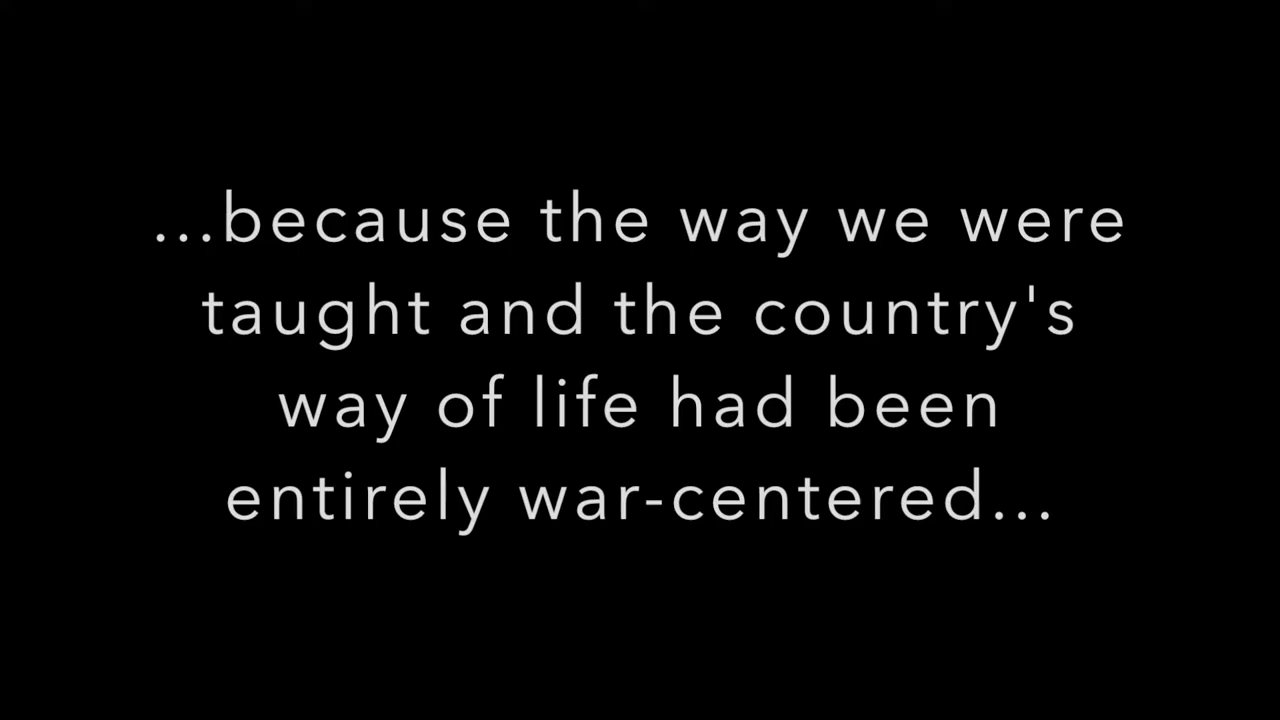 ...because the way we were
taught and the country's
way of life had been
entirely war-centered...